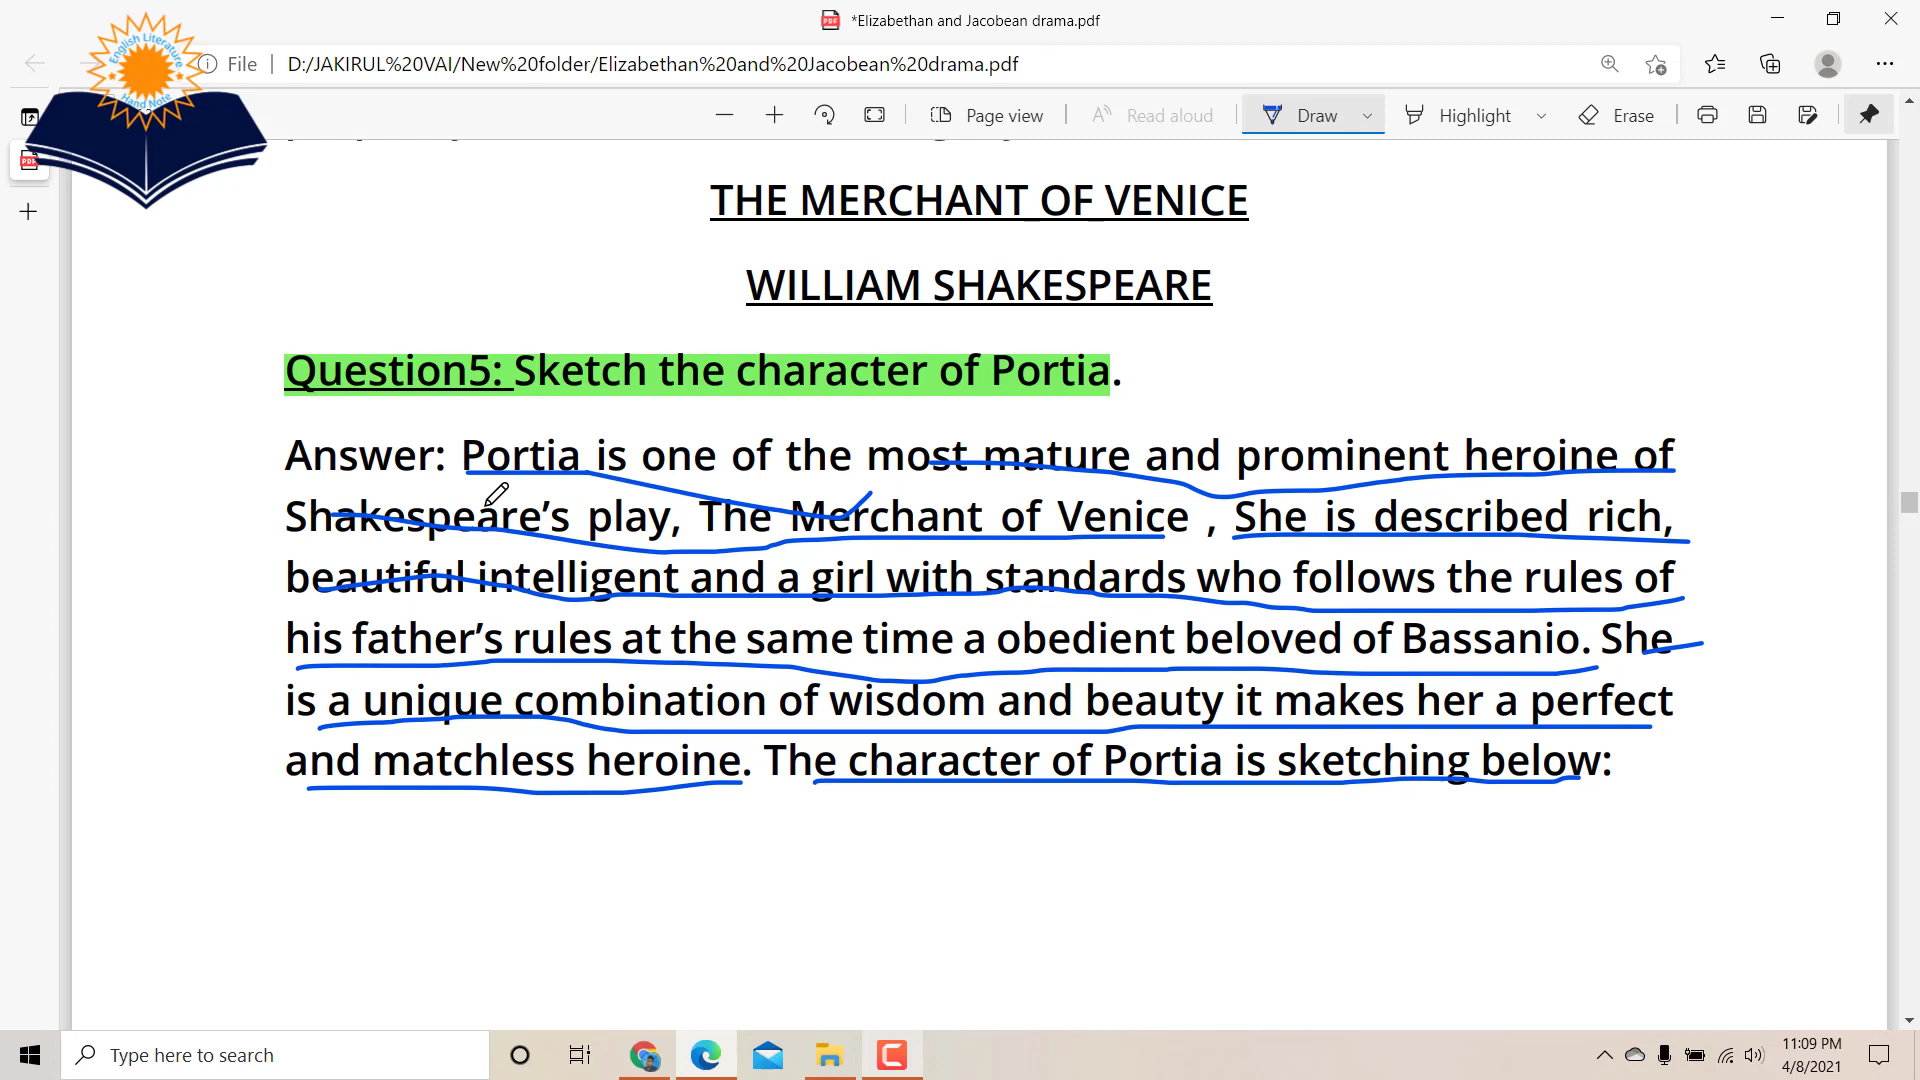 *Elizabethan and Jacobean drama.pdf
English Literature
Hand Note
File
D:/JAKIRUL%20VAI/New%20folder/Elizabethan%20and%20Jacobean%20drama.pdf
Page view
Read aloud
Draw
Highlight
Erase
PDF
THE MERCHANT OF VENICE
WILLIAM SHAKESPEARE
Question5: Sketch the character of Portia.
Answer: Portia is one of the most mature and prominent heroine of
Shakespeare’s play, The Merchant of Venice , She is described rich,
beautiful intelligent and a girl with standards who follows the rules of
his father’s rules at the same time a obedient beloved of Bassanio. She
is a unique combination of wisdom and beauty it makes her a perfect
and matchless heroine. The character of Portia is sketching below:
Type here to search
11:09 PM
4/8/2021